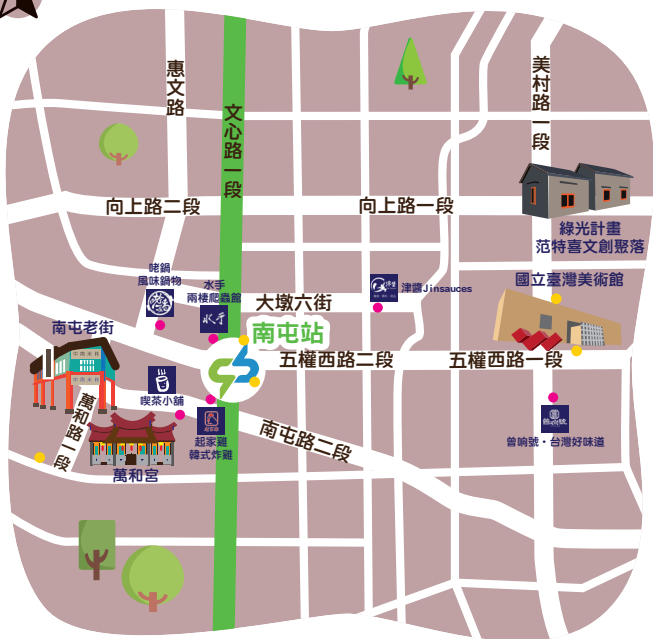 惠文路
文心路一段
美村路一段
向上路二段
向上路一段
綠光計畫
范特喜文創聚落
咾鍋
風味鍋物
水手
兩棲爬蟲館
水手
津醬Jinsauces
國立臺灣美術館
大墩六街
南屯老街
南屯站
五權西路二段
五權西路一段
喫茶小舖
萬和路一段
起家雞
韓式炸雞
南屯路二段
曾晌號・台灣好味道
萬和宮